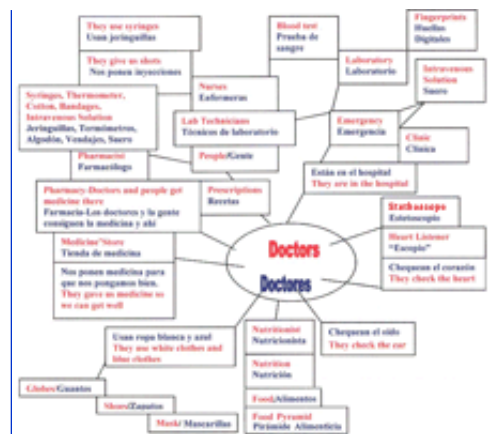 They use syringes
Usan jeringuillas
They give us shots
Nos ponen inyecciones
Syringes, Thermometer,
Cotton, Bandages,
Intravenous Solution
Jeringuillas, Termómetros,
Algodón, Vendajes, Suero
Pharmacist
Farmacólogo
Pharmacy-Doctors and people get
medicine there
Farmacia-Los doctores y la gente
consiguen la medicina y ahí
Medicine"Store
Tienda de medicina
Nos ponen medicina para
que nos pongamos bien.
They gave us medicine so
we can get well
Nurses
Enfermeras
Lab Technicians
Técnicos de laboratorio
People/Gente
Prescriptions
Recetas
Blood test
Prueba de
sangre
Laboratory
Laboratorio
Fingerprints
Huellas
Digitales
Intravenous
Solution
Suero
Emergency
Emergencia
Clinic
Clínica
Están en el hospital
They are in the hospital
Doctors
Doctores
Stethoscope
Estetoscopio
Heart Listener
"Escopio"
Chequean el corazón
They check the heart
Chequean el oído
They check the ear
Nutritionist
Nutricionista
Nutrition
Nutrición
Food/Alimentos
Food Pyramid
Pirámide Alimenticia
Usan ropa blanca y azul
They use white clothes and
blue clothes
Globes/Guantes
Shoes/Zapatos
Mask/ Mascarillas